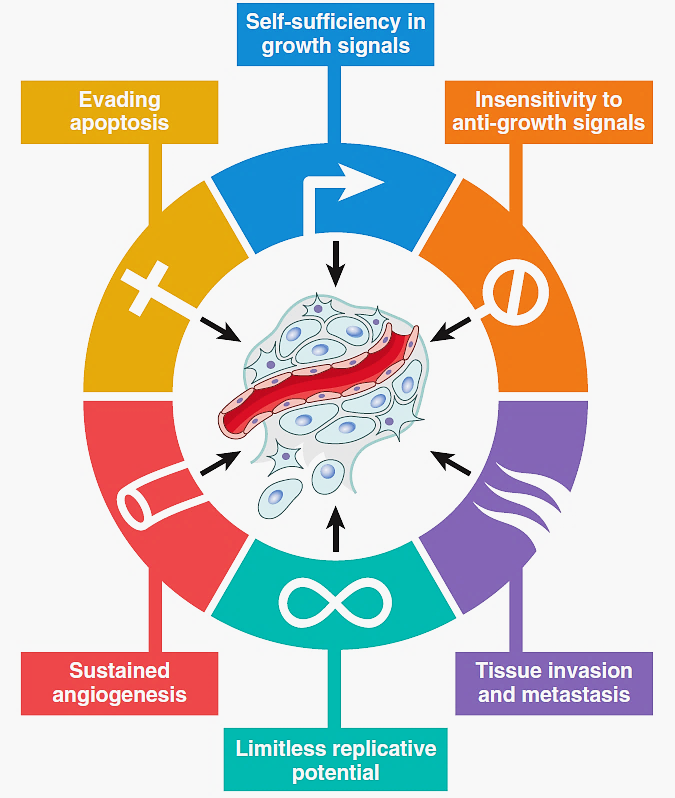 Self-sufficiency in
growth signals
Evading
apoptosis
Insensitivity to
anti-growth signals
Sustained
angiogenesis
Tissue invasion
and metastasis
Limitless replicative
potential